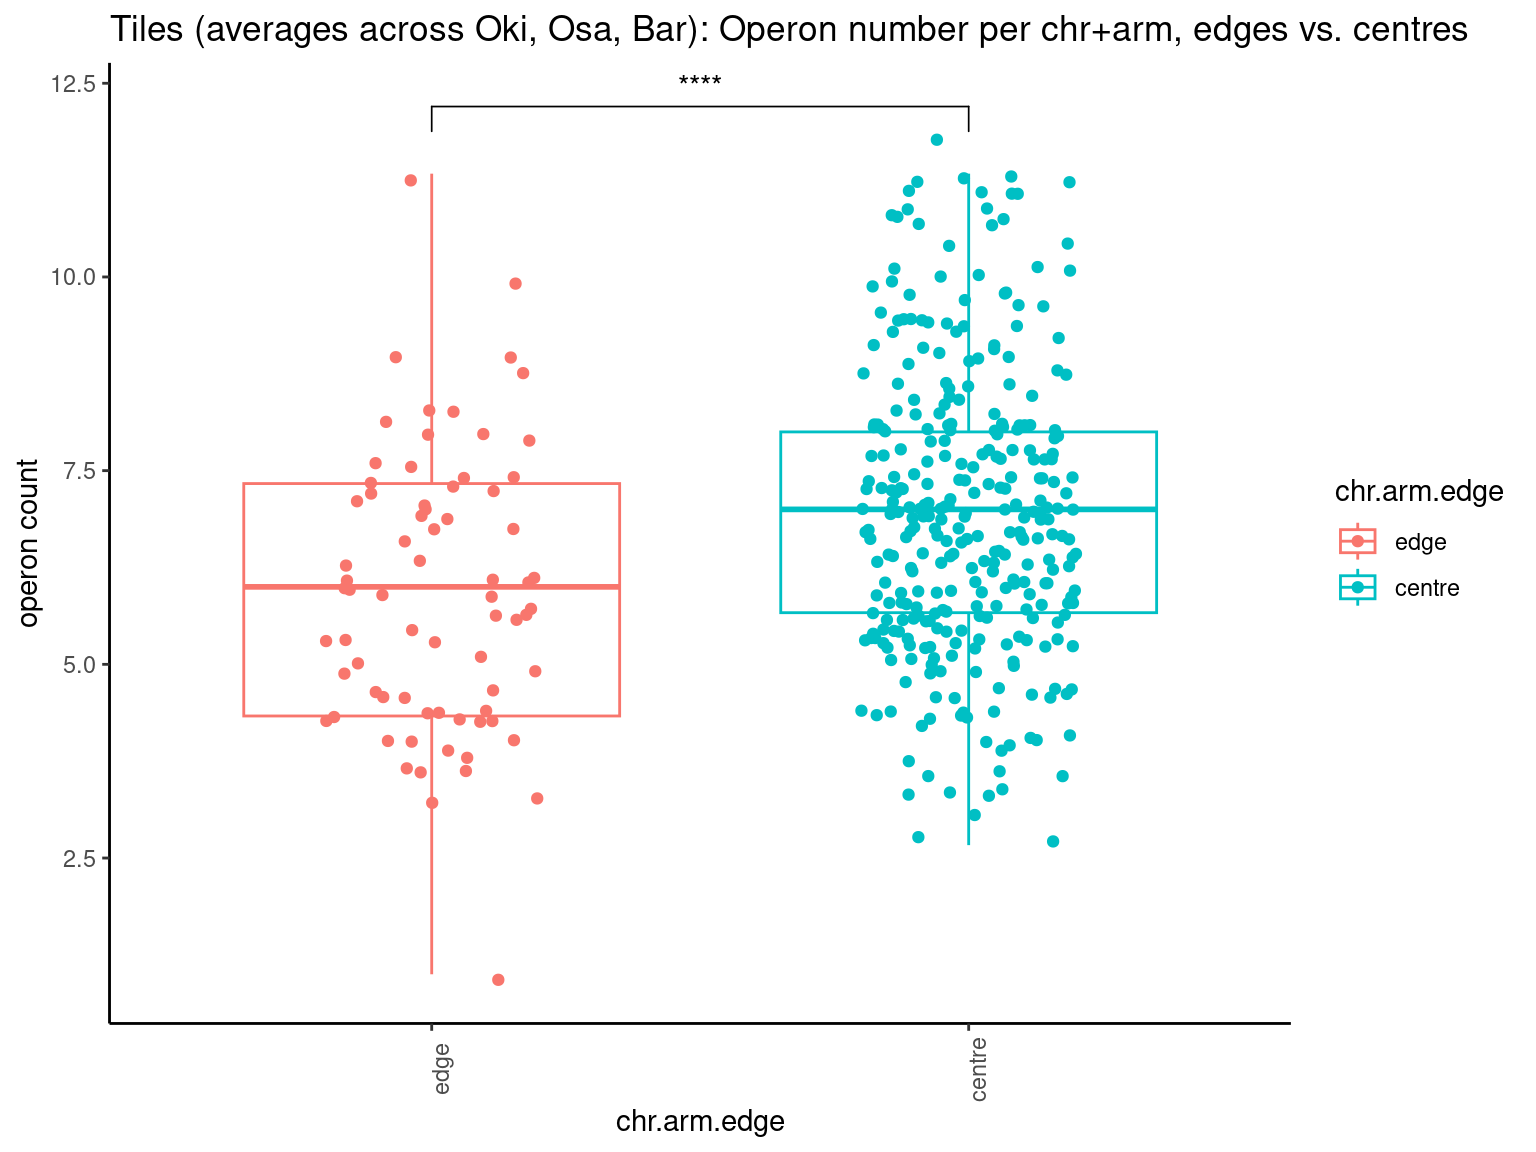 Tiles (averages across Oki, Osa, Bar): Operon number per chr+arm, edges vs. centres
12.5
10.0
7.5
5.0
2.5
operon count
****
edge
centre
chr.arm.edge
chr.arm.edge
edge
centre